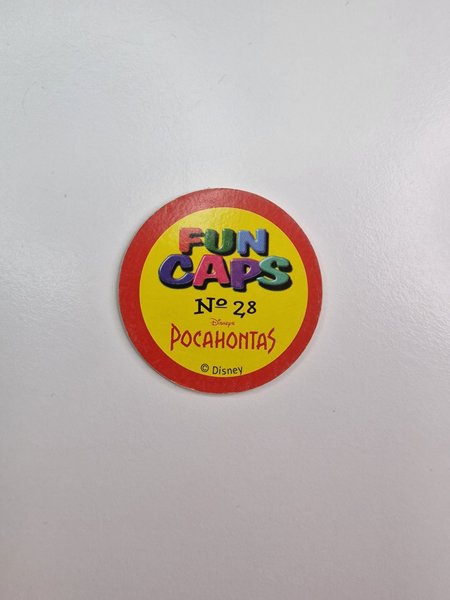 FUN
CAPS
Nº 28
Disney's
POCAHONTAS
© Disney